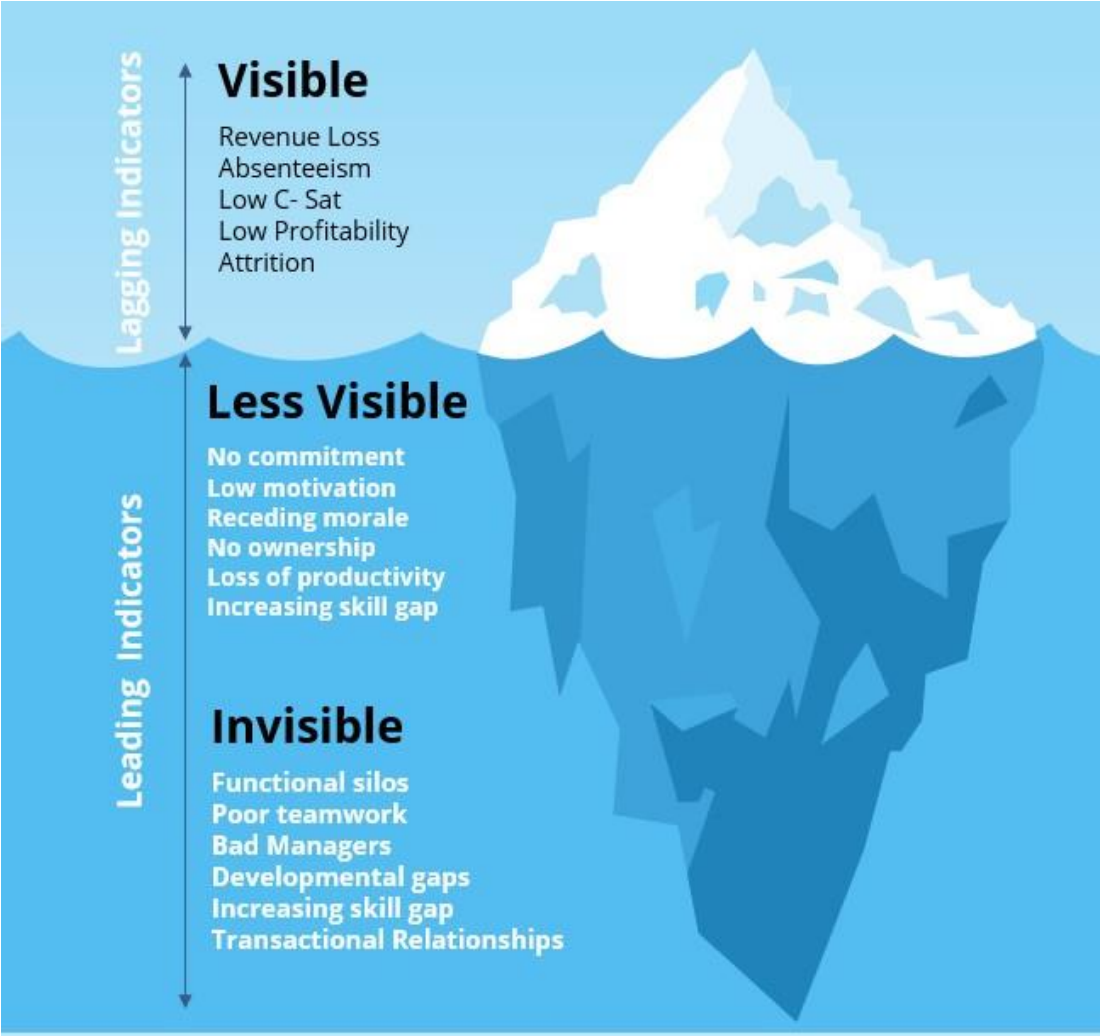 Lagging Indicators
Visible
Revenue Loss
Absenteeism
Low C- Sat
Low Profitability
Attrition
Leading Indicators
Less Visible
No commitment
Low motivation
Receding morale
No ownership
Loss of productivity
Increasing skill gap
Invisible
Functional silos
Poor teamwork
Bad Managers
Developmental gaps
Increasing skill gap
Transactional Relationships